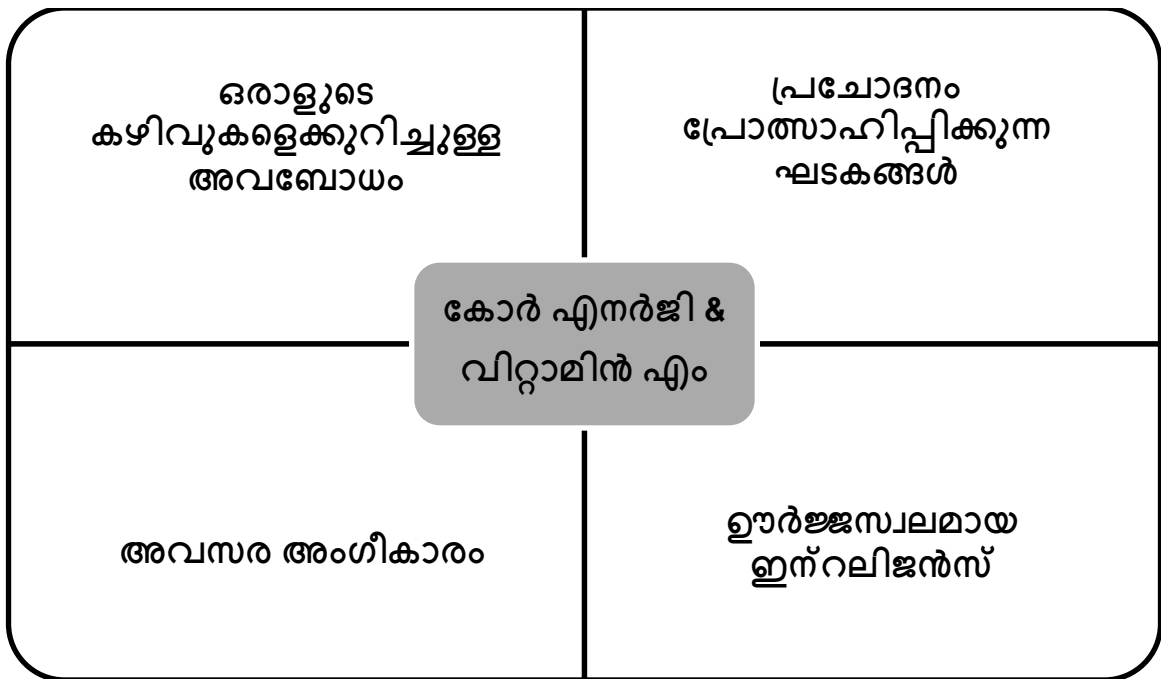 ഒരാളുടെ
കഴിവുകളെക്കുറിച്ചുള്ള
അവബോധം
പ്രചോദനം
പ്രോത്സാഹിപ്പിക്കുന്ന
ഘടകങ്ങൾ
കോർ എനർജി &
വിറ്റാമിൻ എം
അവസര അംഗീകാരം
ഊർജ്ജസ്വലമായ
ഇന്റലിജൻസ്